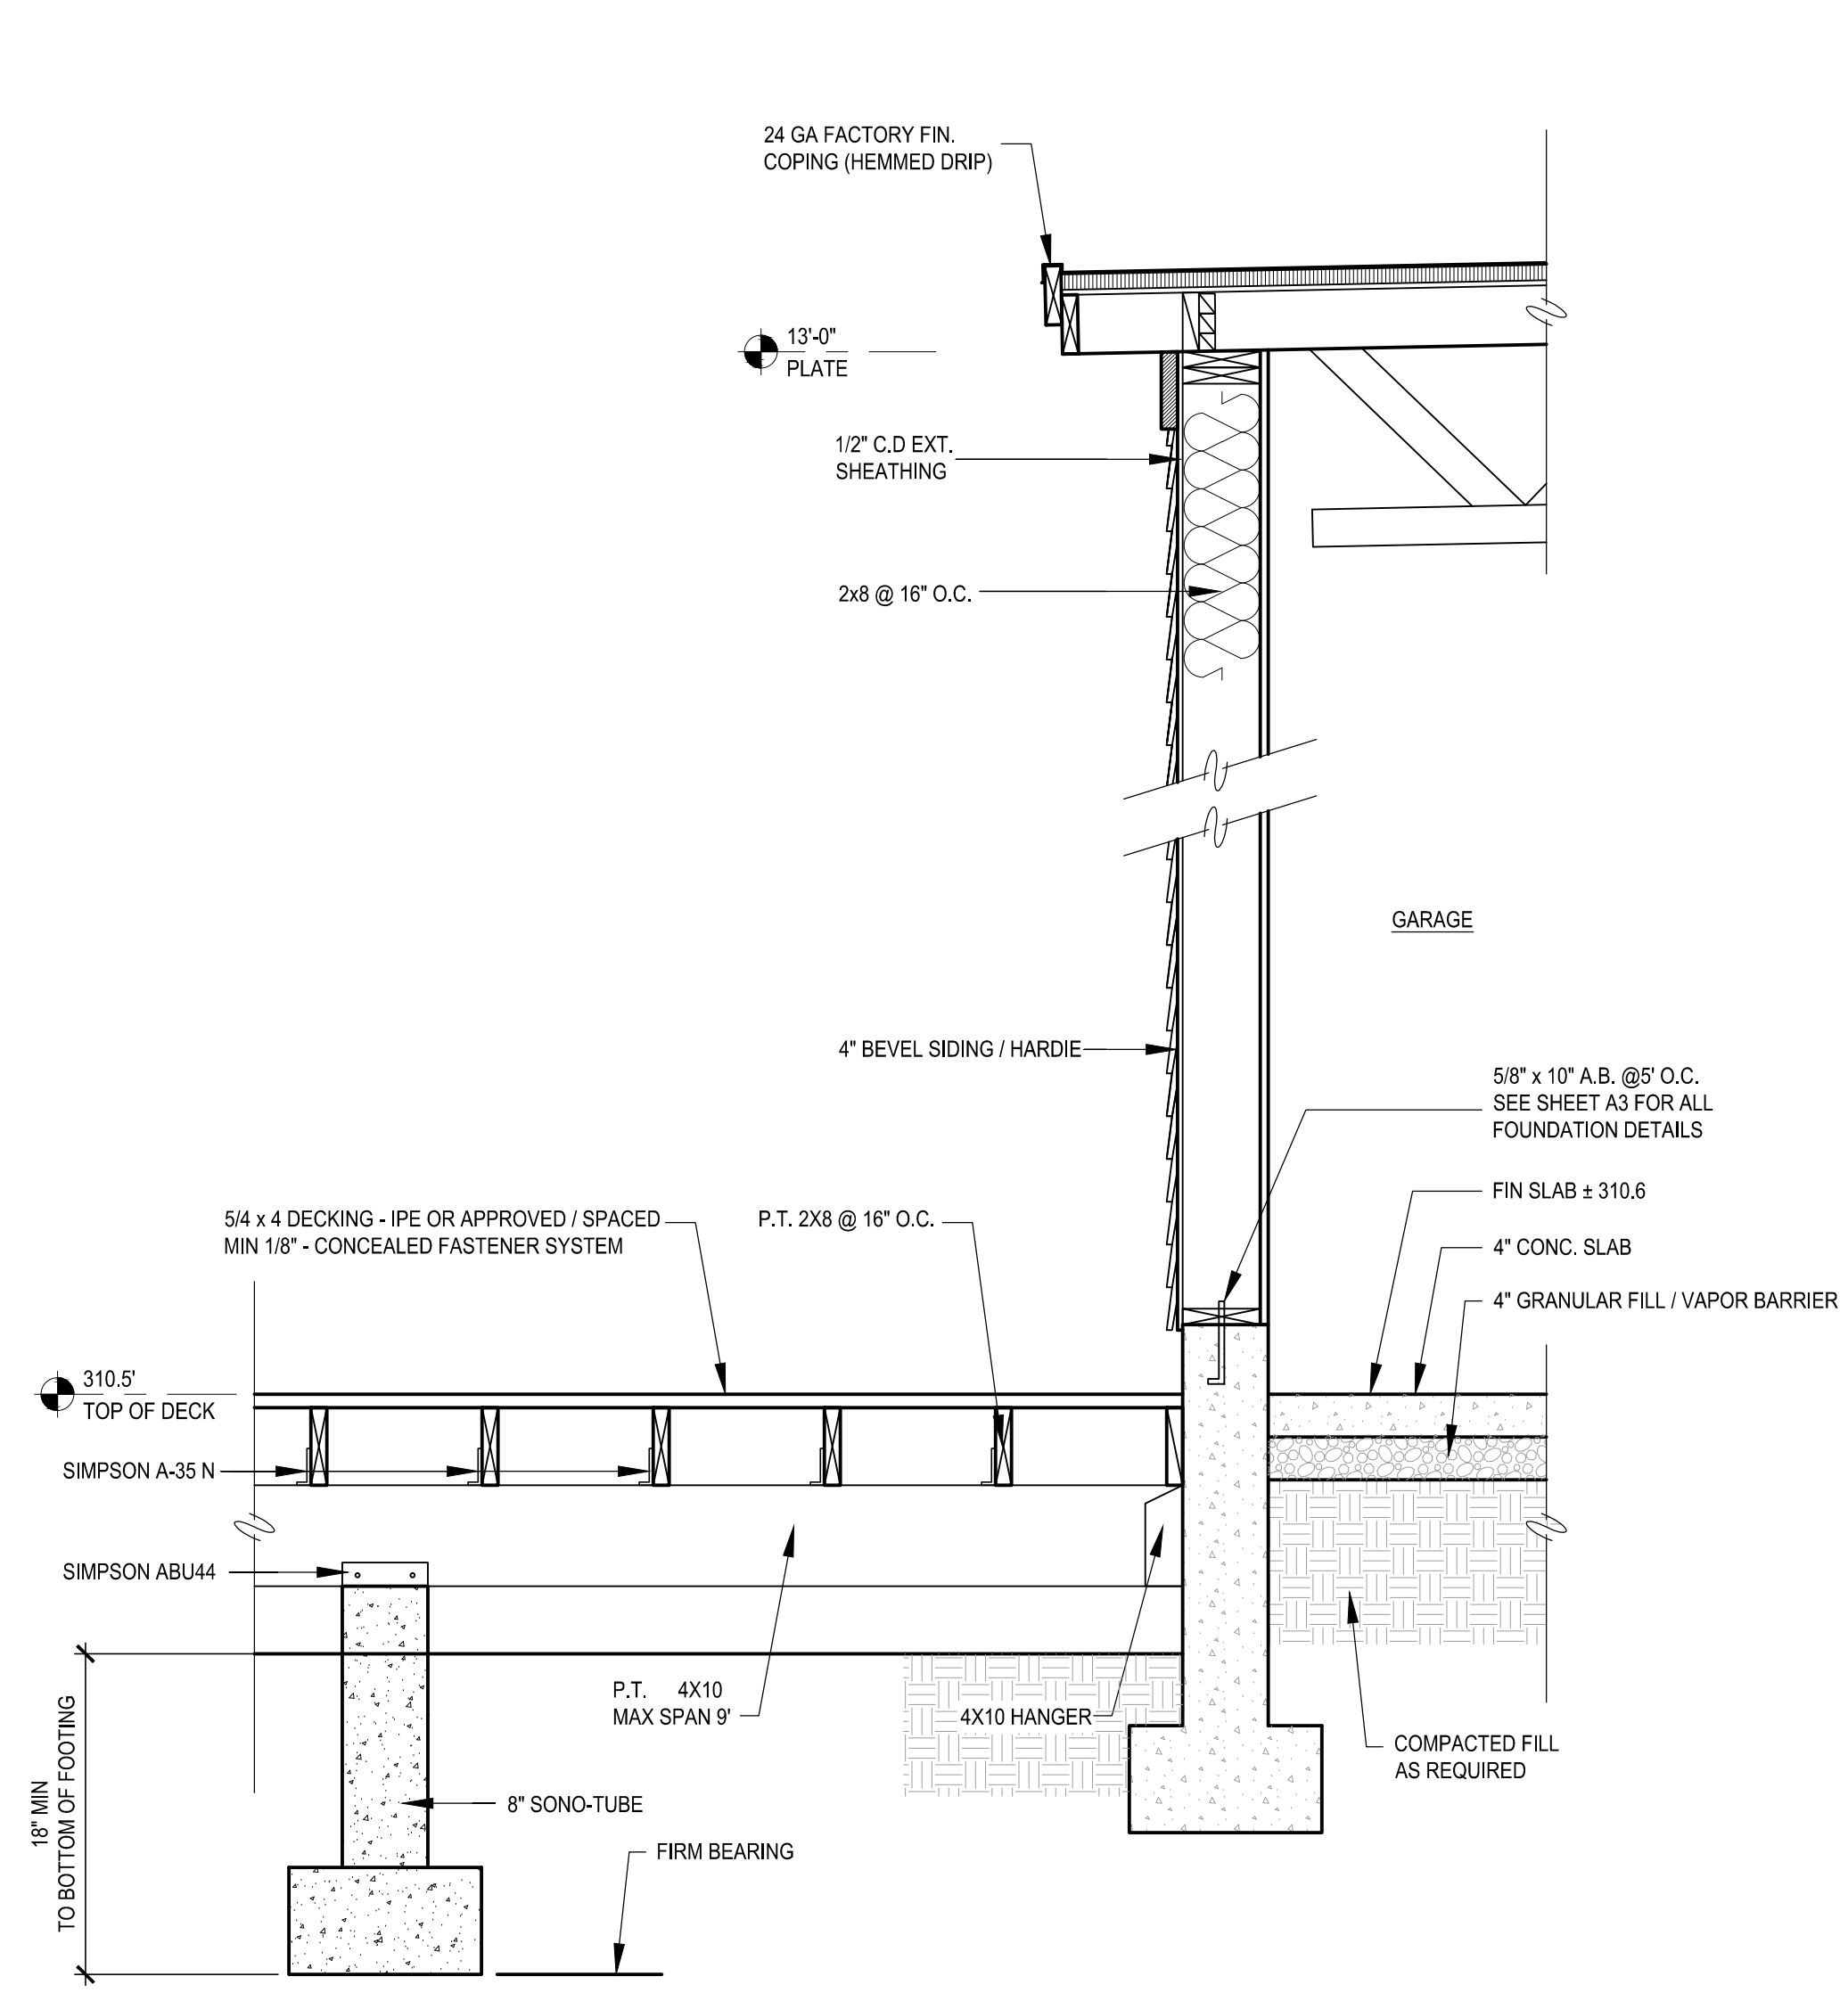 24 GA FACTORY FIN.
COPING (HEMMED DRIP)
13'-0"
PLATE
1/2" C.D EXT.
SHEATHING
2x8 @ 16" O.C.
GARAGE
4" BEVEL SIDING / HARDIE
5/8" x 10" A.B. @5' O.C.
SEE SHEET A3 FOR ALL
FOUNDATION DETAILS
FIN SLAB ± 310.6
4" CONC. SLAB
4" GRANULAR FILL / VAPOR BARRIER
5/4 x 4 DECKING - IPE OR APPROVED / SPACED
MIN 1/8" - CONCEALED FASTENER SYSTEM
P.T. 2X8 @ 16" O.C.
310.5'
TOP OF DECK
SIMPSON A-35 N
SIMPSON ABU44
P.T. 4X10
MAX SPAN 9'
4X10 HANGER
COMPACTED FILL
AS REQUIRED
8" SONO-TUBE
FIRM BEARING
18" MIN
TO BOTTOM OF FOOTING